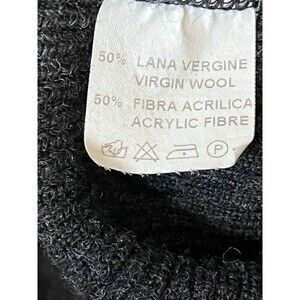 50% LANA VERGINE
VIRGIN WOOL
50% FIBRA ACRILICA
ACRYLIC FIBRE
P